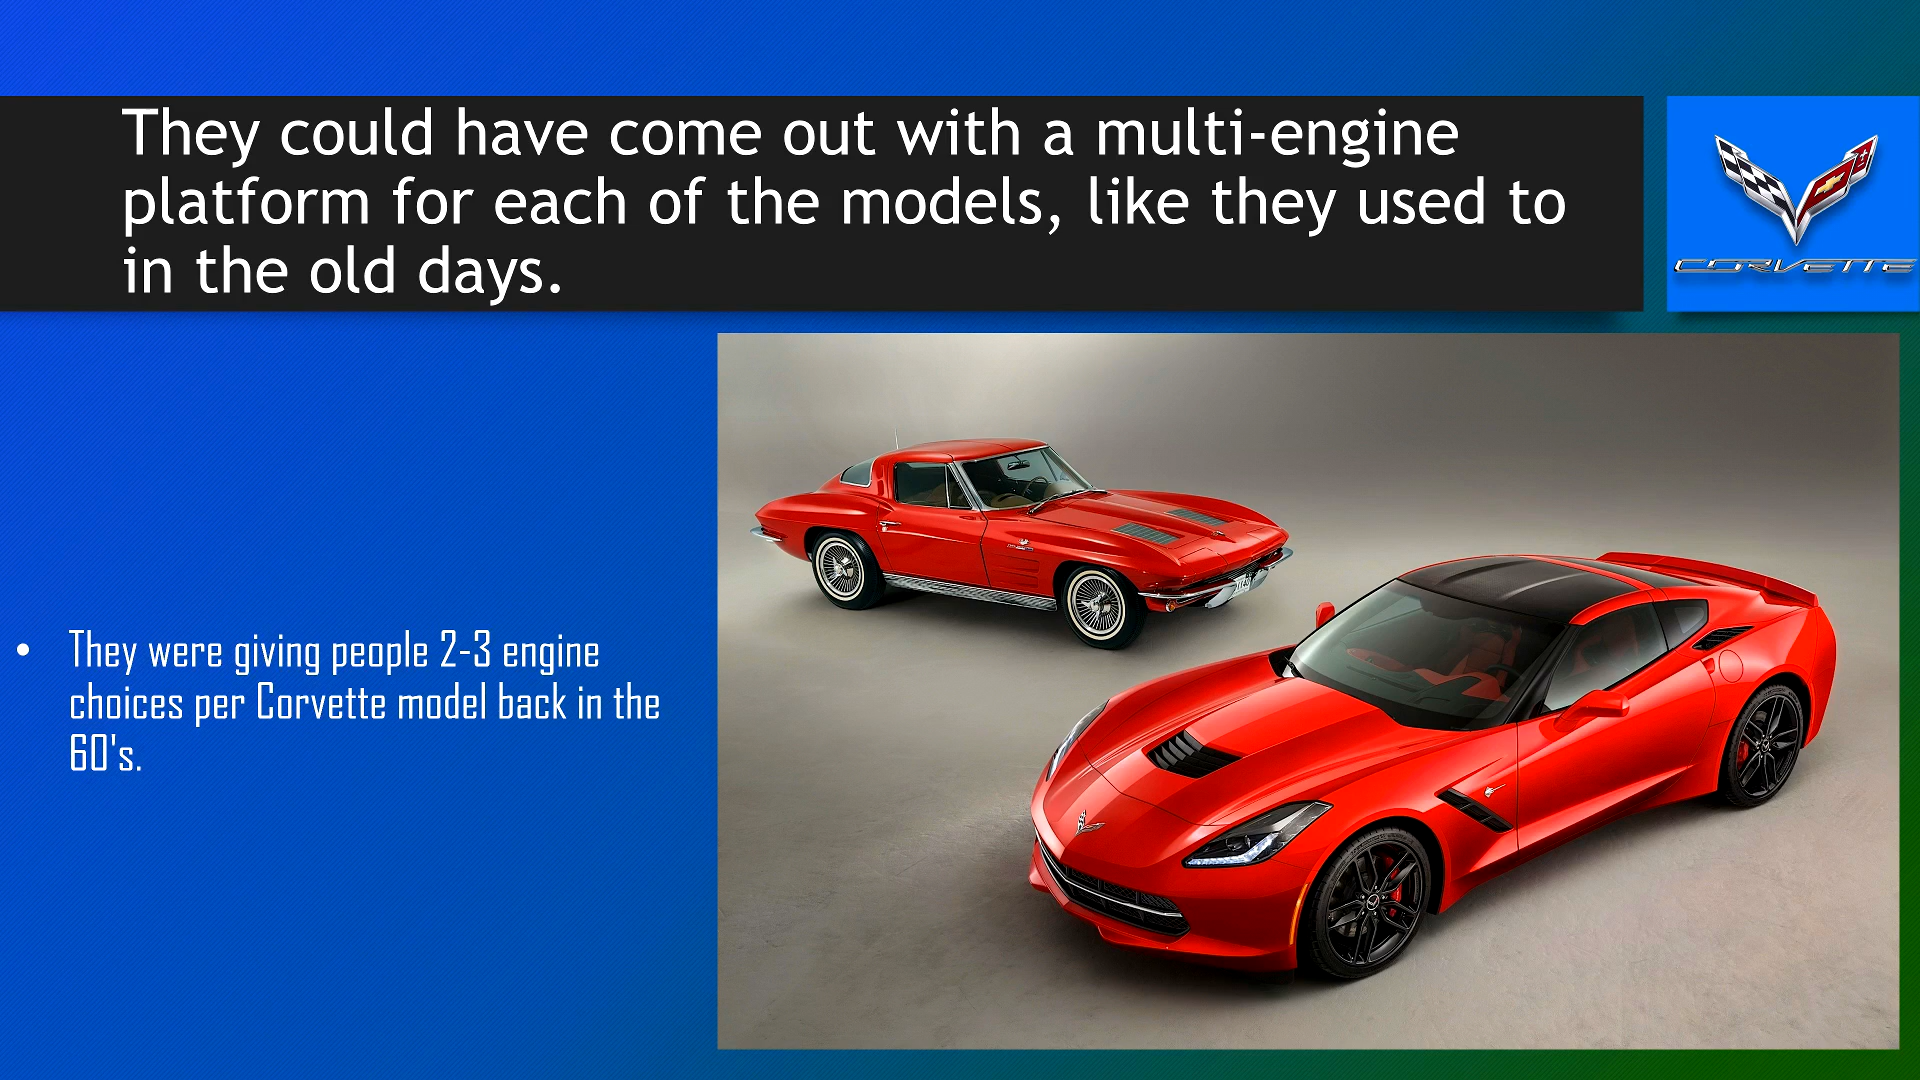 They could have come out with a multi-engine
platform for each of the models, like they used to
in the old days.
CORVETTE
• They were giving people 2-3 engine
choices per Corvette model back in the
60's.